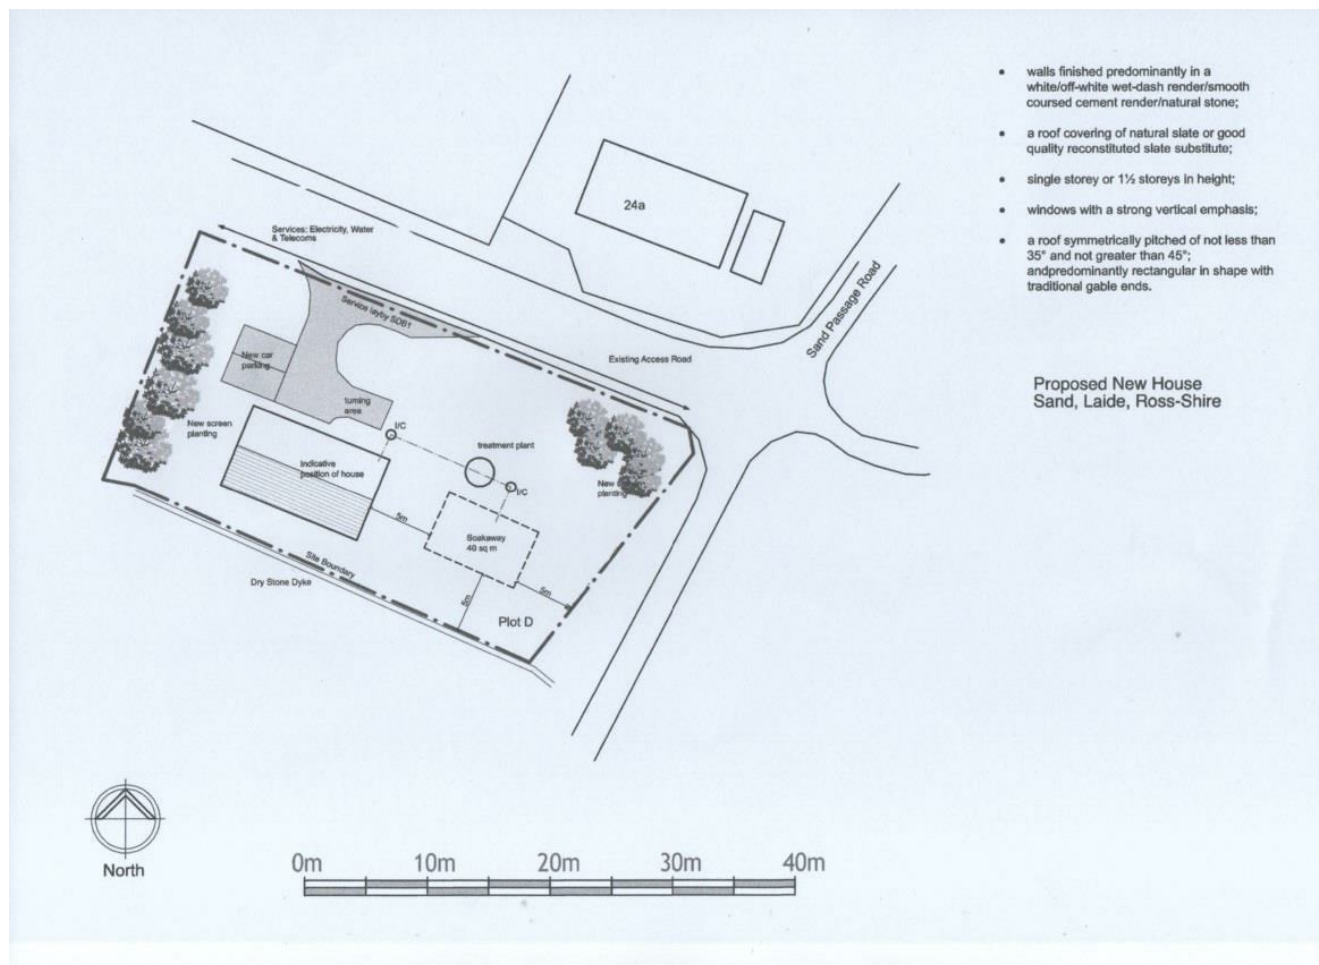 walls finished predominantly in a
white/off-white wet-dash render/smooth
coursed cement render/natural stone;
a roof covering of natural slate or good
quality reconstituted slate substitute;
single storey or 1½ storeys in height;
windows with a strong vertical emphasis;
a roof symmetrically pitched of not less than
35° and not greater than 45°;
andpredominantly rectangular in shape with
traditional gable ends.
Proposed New House
Sand, Laide, Ross-Shire
24a
Sand Passage Road
Services: Electricity, Water
& Telecoms
Service layby SDB1
Existing Access Road
New car
parking
turning
area
New screen
planting
I/C
treatment plant
Indicative
position of house
I/C
New
planting
5m
Soakaway
40 sq m
Site Boundary
Dry Stone Dyke
5m
5m
Plot D
North
0m 10m 20m 30m 40m